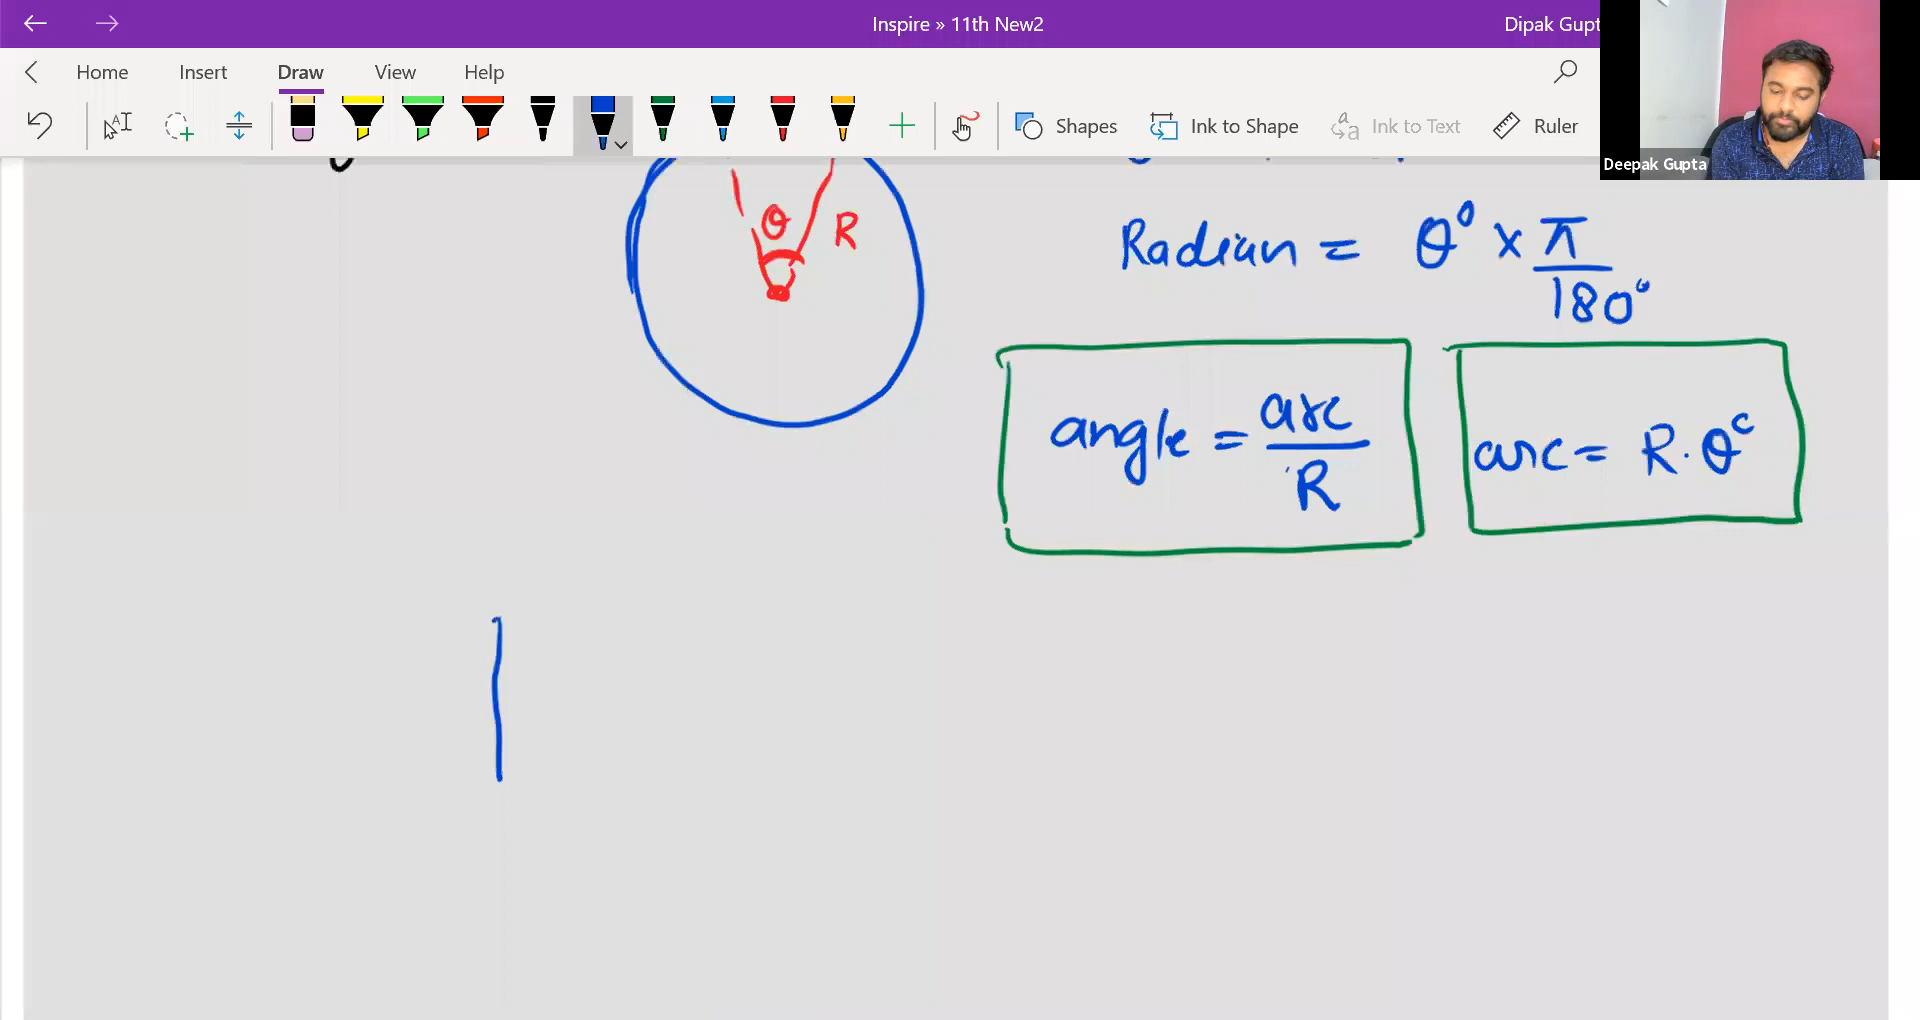 Inspire » 11th New2
Dipak Gupt
Home Insert Draw View Help
Shapes Ink to Shape Ink to Text Ruler
Deepak Gupta
θ R
Radian = θ° × π/180°
angle = arc/R
arc = R·θᶜ